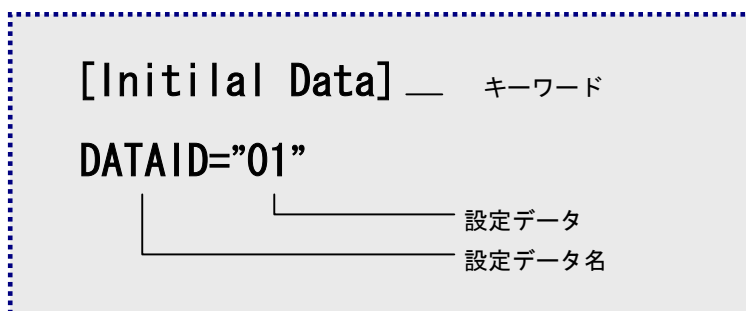 [Initilal Data] キーワード
DATAID=”01”
設定データ
設定データ名